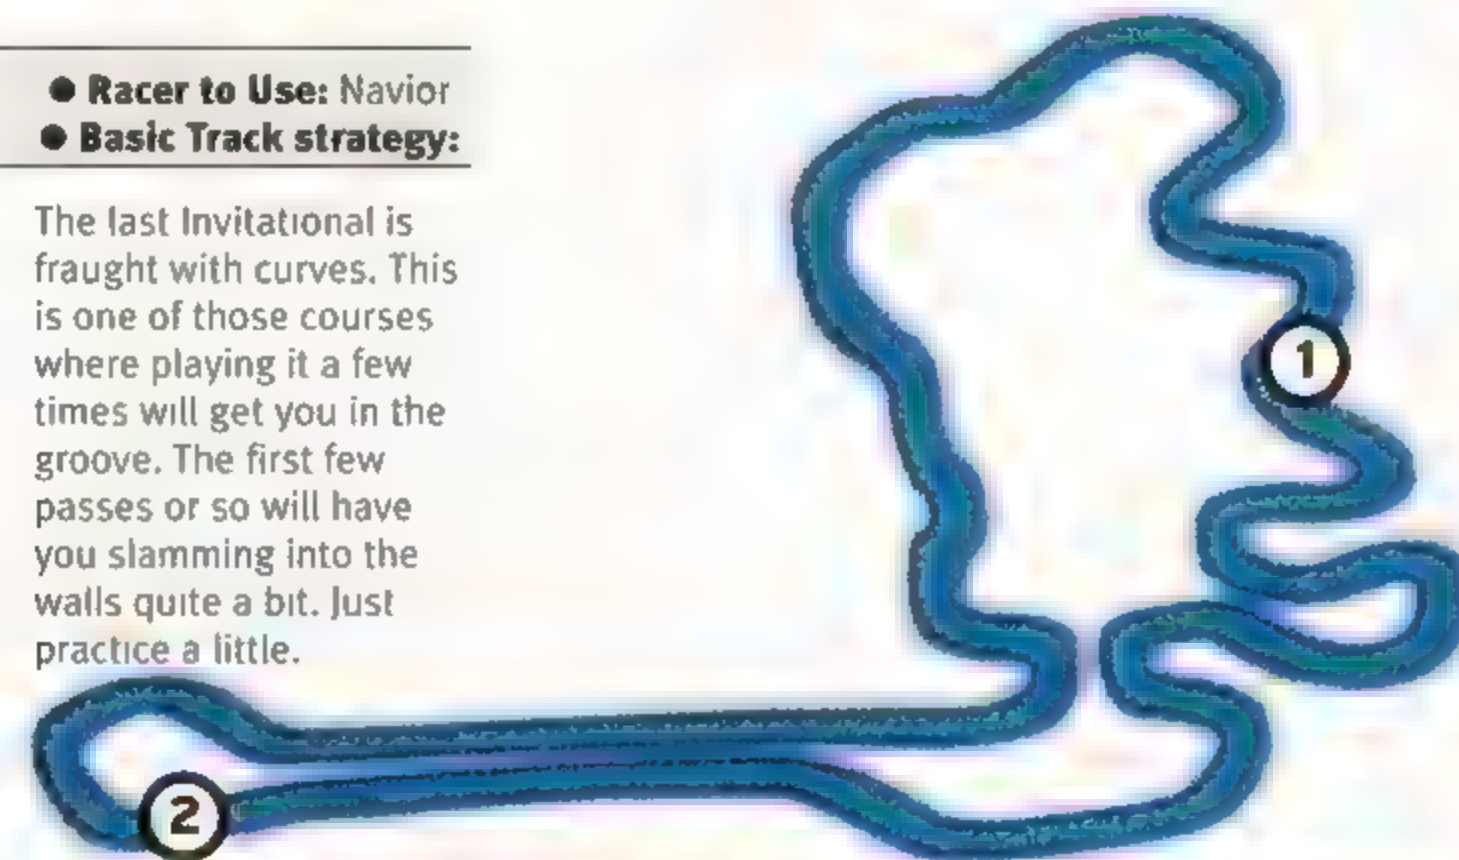 ● Racer to Use: Navior
● Basic Track strategy:
The last Invitational is
fraught with curves. This
is one of those courses
where playing it a few
times will get you in the
groove. The first few
passes or so will have
you slamming into the
walls quite a bit. Just
practice a little.
1
2